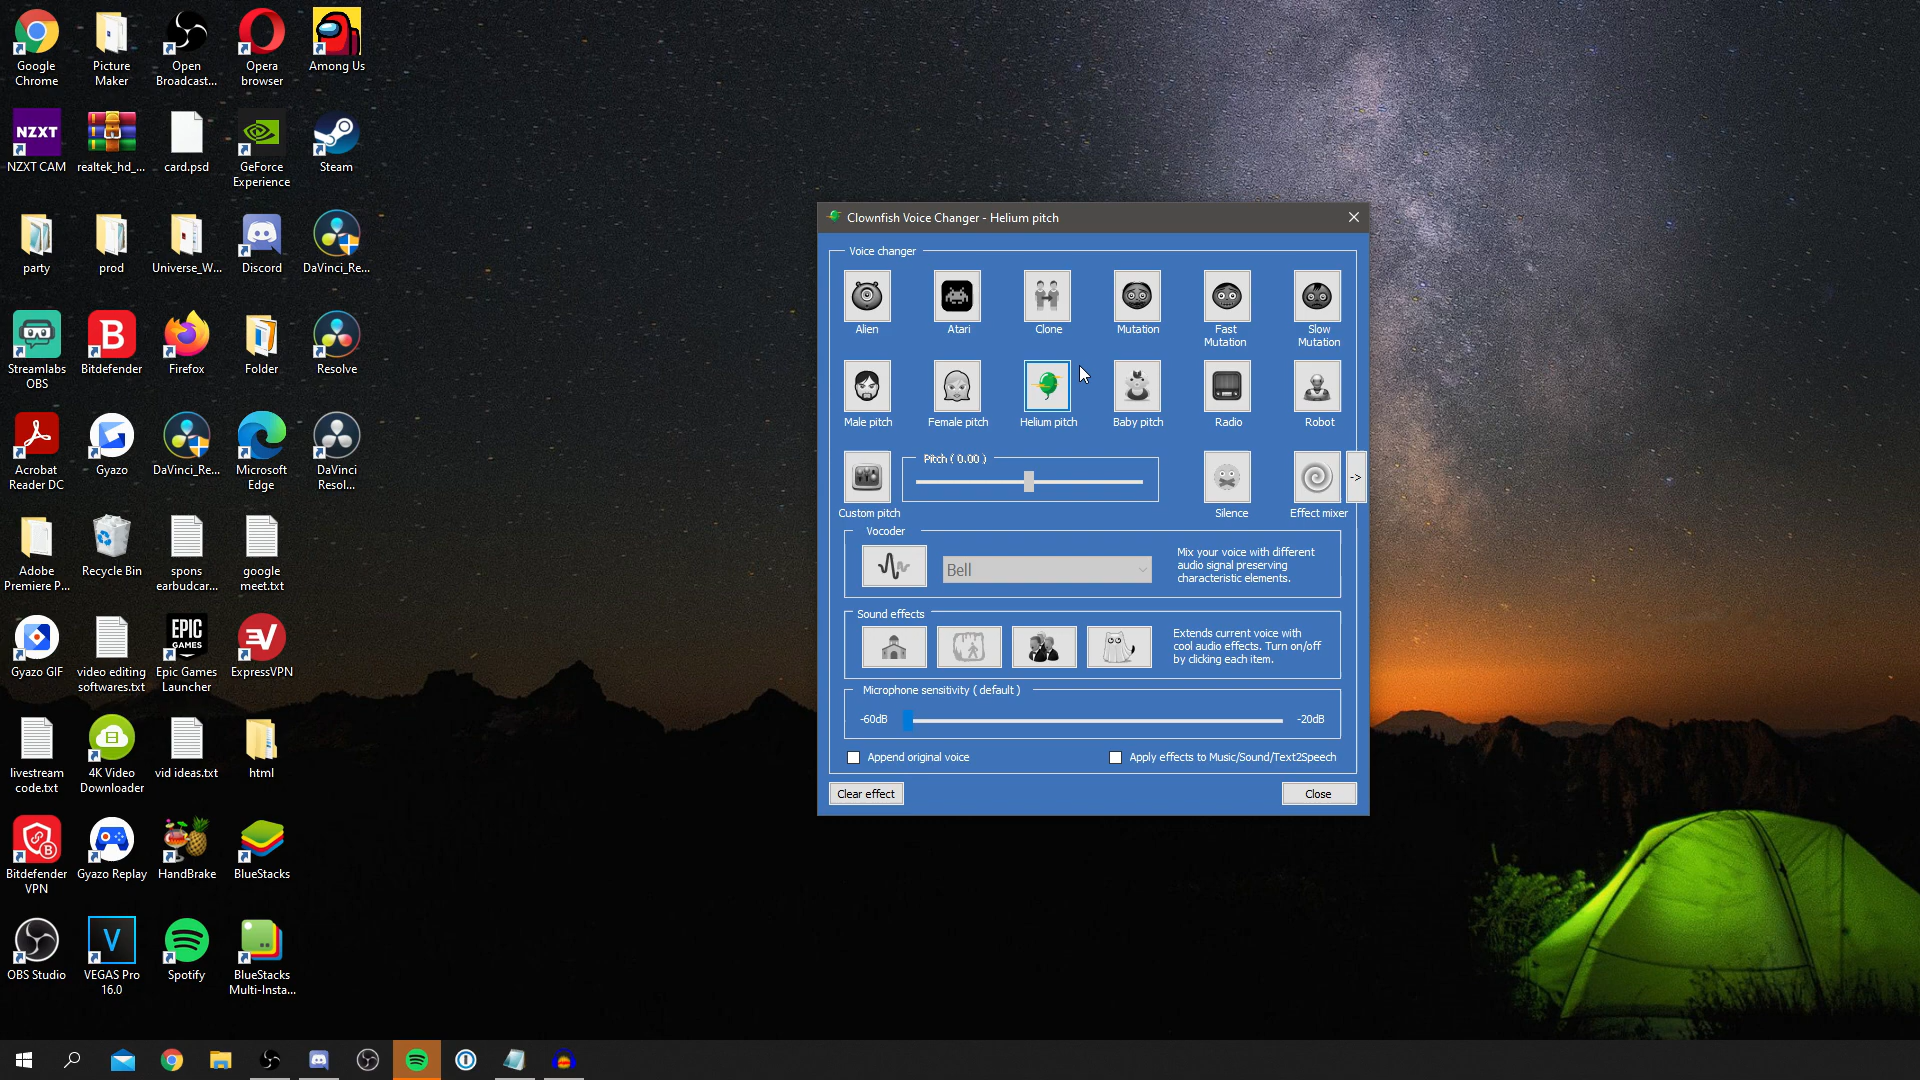 Google
Chrome
Picture
Maker
Open
Broadcast...
Opera
browser
Among Us
NZXT
NZXT CAM
realtek_hd_...
card.psd
GeForce
Experience
Steam
party
prod
Universe_W...
Discord
DaVinci_Re...
Streamlabs
OBS
B
Bitdefender
Firefox
Folder
Resolve
Acrobat
Reader DC
Gyazo
DaVinci_Re...
Microsoft
Edge
DaVinci
Resol...
Adobe
Premiere P...
Recycle Bin
spons
earbudcar...
google
meet.txt
Gyazo GIF
video editing
softwares.txt
EPIC
GAMES
Epic Games
Launcher
ExpressVPN
livestream
code.txt
4K Video
Downloader
vid ideas.txt
html
B
Bitdefender
VPN
Gyazo Replay
HandBrake
BlueStacks
OBS Studio
V
VEGAS Pro
16.0
Spotify
BlueStacks
Multi-Insta...
Clownfish Voice Changer - Helium pitch
Voice changer
Alien
Atari
Clone
Mutation
Fast
Mutation
Slow
Mutation
Male pitch
Female pitch
Helium pitch
Baby pitch
Radio
Robot
Pitch ( 0.00 )
->
Custom pitch
Silence
Effect mixer
Vocoder
Bell
Mix your voice with different
audio signal preserving
characteristic elements.
Sound effects
Extends current voice with
cool audio effects. Turn on/off
by clicking each item.
Microphone sensitivity ( default )
-60dB
-20dB
Append original voice
Apply effects to Music/Sound/Text2Speech
Clear effect
Close